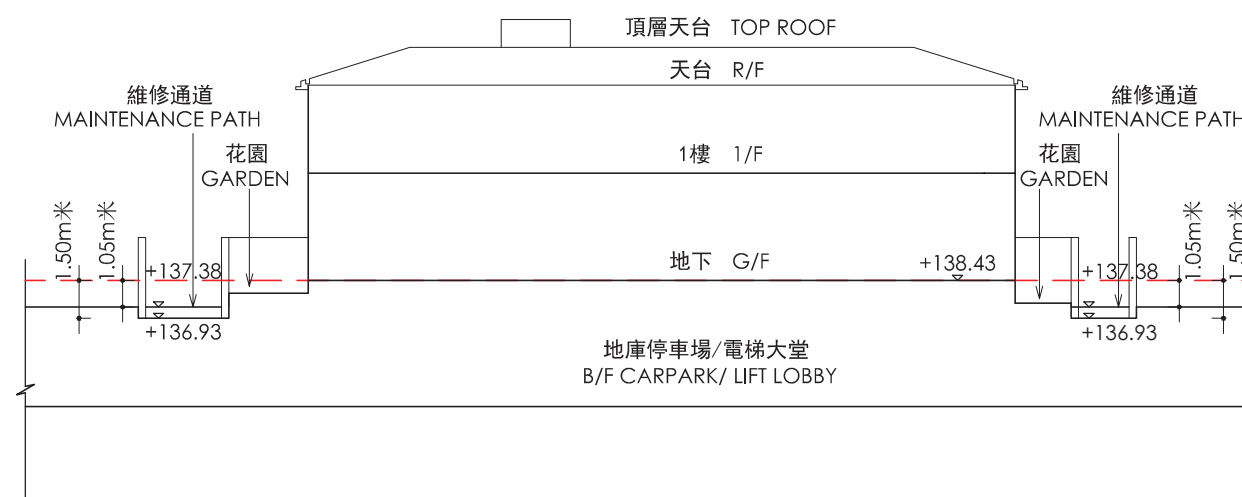 頂層天台 TOP ROOF
天台 R/F
維修通道
MAINTENANCE PATH
維修通道
MAINTENANCE PATH
1樓 1/F
花園
GARDEN
花園
GARDEN
1.50m米
1.05m米
+137.38
地下 G/F
+138.43
+137.38
1.05m米
1.50m米
+136.93
+136.93
地庫停車場/電梯大堂
B/F CARPARK/ LIFT LOBBY